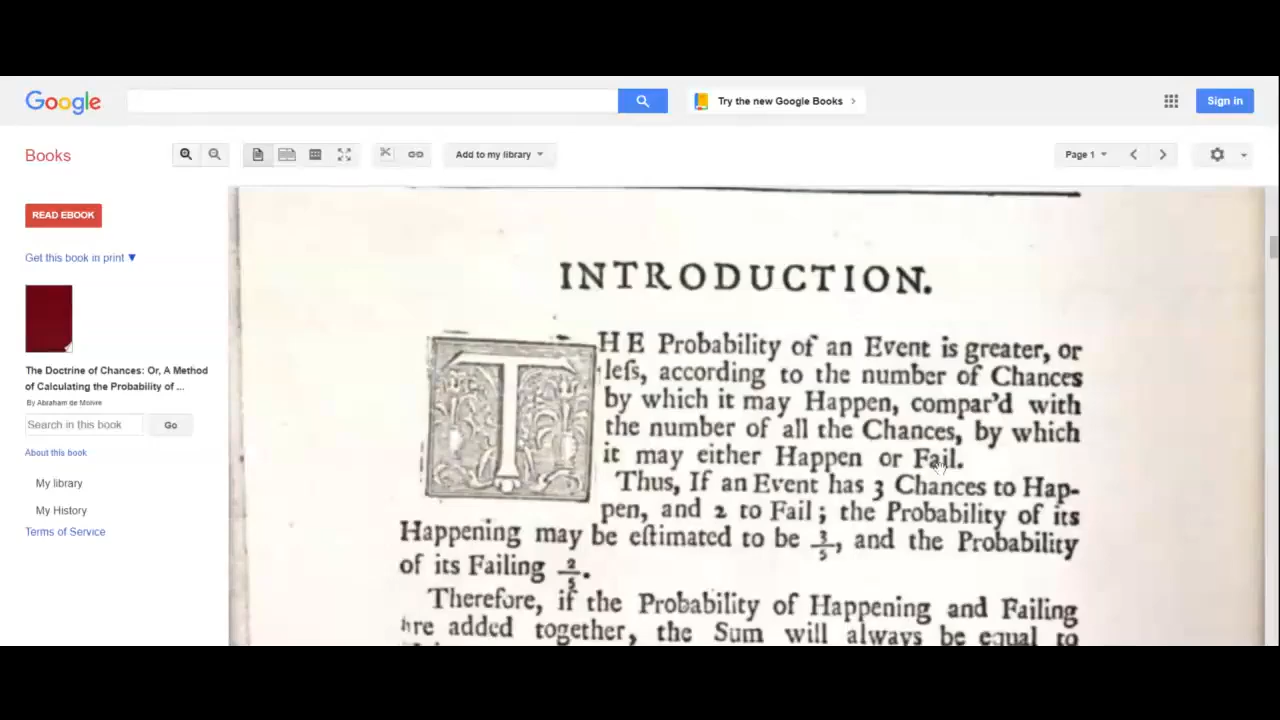 Google
Try the new Google Books
Sign in
Books
Add to my library
Page 1
READ EBOOK
Get this book in print ▼
The Doctrine of Chances: Or, A Method
of Calculating the Probability of ...
By Abraham de Moivre
Search in this book
Go
About this book
My library
My History
Terms of Service
INTRODUCTION.
THE Probability of an Event is greater, or
leſs, according to the number of Chances
by which it may Happen, compar'd with
the number of all the Chances, by which
it may either Happen or Fail.
Thus, If an Event has 3 Chances to Hap-
pen, and 2 to Fail; the Probability of its
Happening may be eſtimated to be 3/5, and the Probability
of its Failing 2/5.
Therefore, if the Probability of Happening and Failing
are added together, the Sum will always be equal to